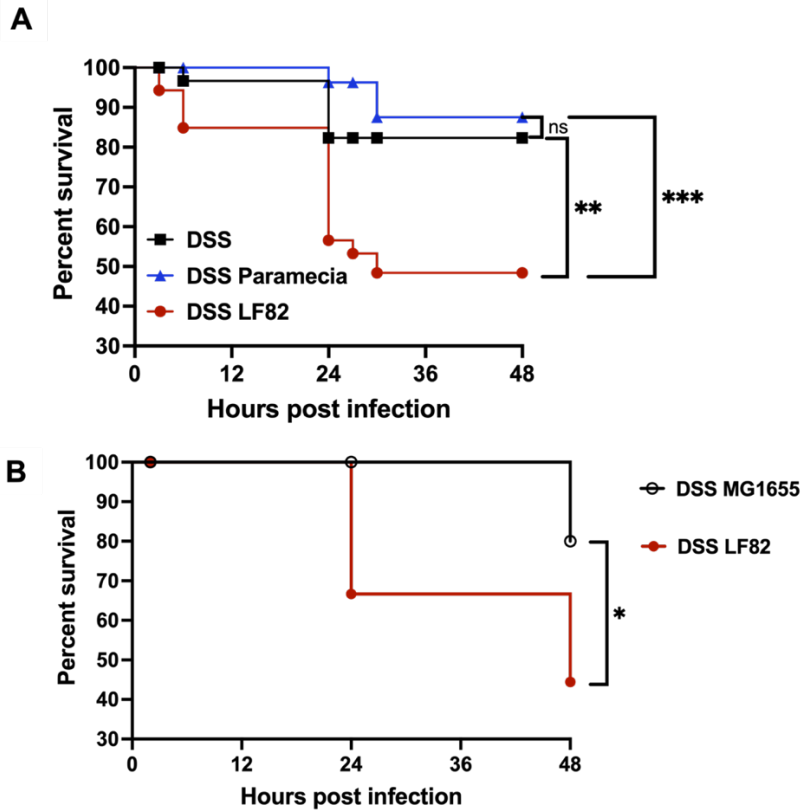 A
100
90
80
70
60
50
40
30
Percent survival
DSS
DSS Paramecia
DSS LF82
ns
**
***
0 12 24 36 48
Hours post infection
B
100
90
80
70
60
50
40
30
Percent survival
DSS MG1655
DSS LF82
*
0 12 24 36 48
Hours post infection